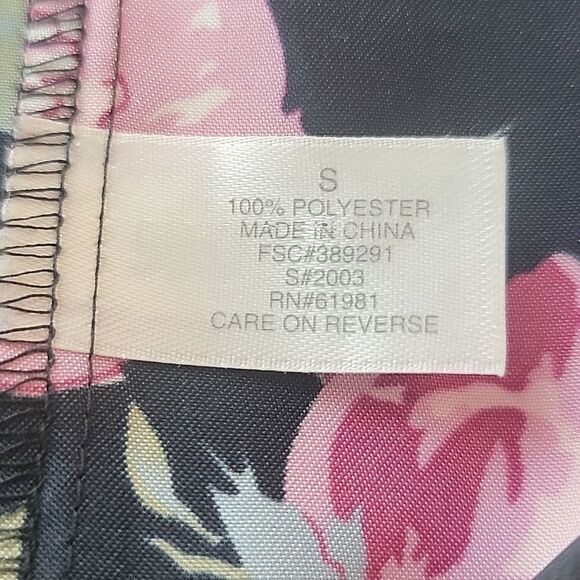 S
100% POLYESTER
MADE IN CHINA
FSC#389291
S#2003
RN#61981
CARE ON REVERSE